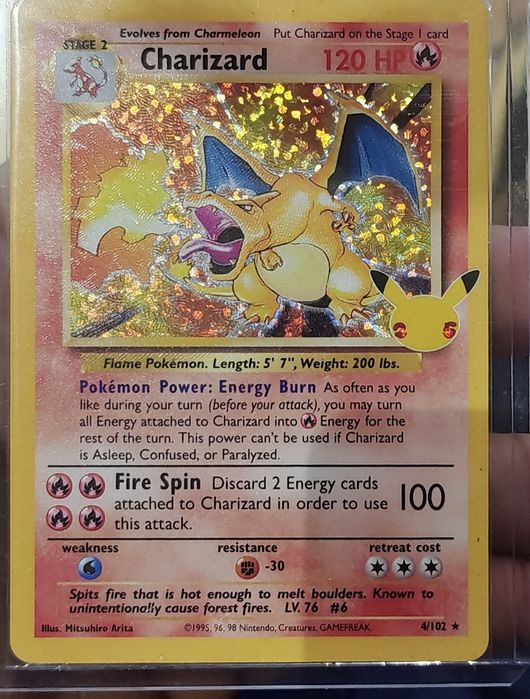 Evolves from Charmeleon Put Charizard on the Stage 1 card
STAGE 2
Charizard 120 HP
Flame Pokémon. Length: 5' 7", Weight: 200 lbs.
Pokémon Power: Energy Burn As often as you
like during your turn (before your attack), you may turn
all Energy attached to Charizard into Energy for the
rest of the turn. This power can't be used if Charizard
is Asleep, Confused, or Paralyzed.
Fire Spin Discard 2 Energy cards
attached to Charizard in order to use 100
this attack.
weakness resistance retreat cost
-30
Spits fire that is hot enough to melt boulders. Known to
unintentionally cause forest fires. LV. 76 #6
Illus. Mitsuhiro Arita ©1995, 96, 98 Nintendo, Creatures, GAMEFREAK. 4/102 ★